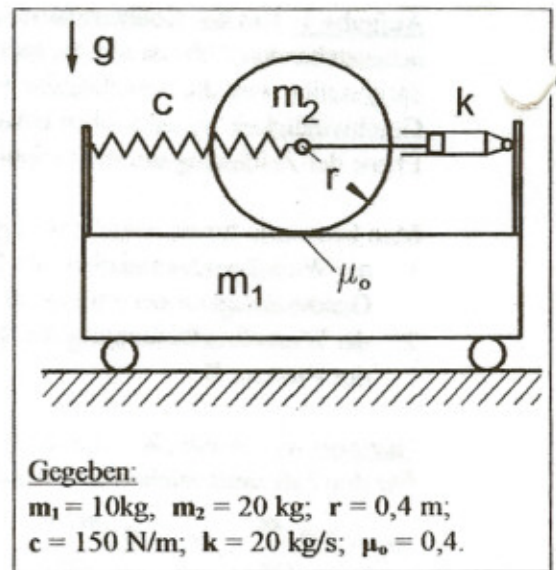 g
c
m₂
k
r
m₁
μₒ
Gegeben:
m₁ = 10kg, m₂ = 20 kg; r = 0,4 m;
c = 150 N/m; k = 20 kg/s; μₒ = 0,4.